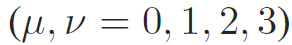 (μ, ν = 0, 1, 2, 3)